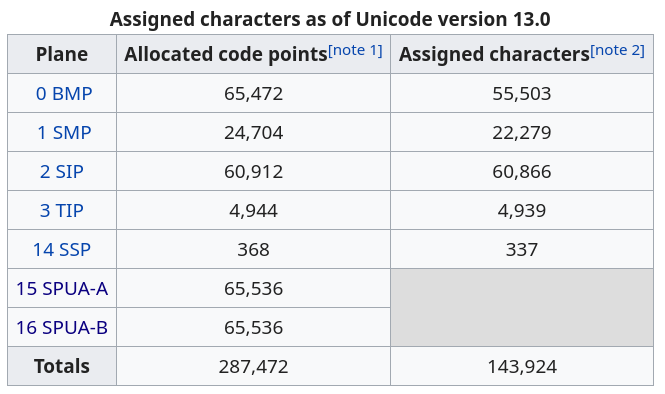 Assigned characters as of Unicode version 13.0
Plane Allocated code points[note 1] Assigned characters[note 2]
0 BMP 65,472 55,503
1 SMP 24,704 22,279
2 SIP 60,912 60,866
3 TIP 4,944 4,939
14 SSP 368 337
15 SPUA-A 65,536
16 SPUA-B 65,536
Totals 287,472 143,924